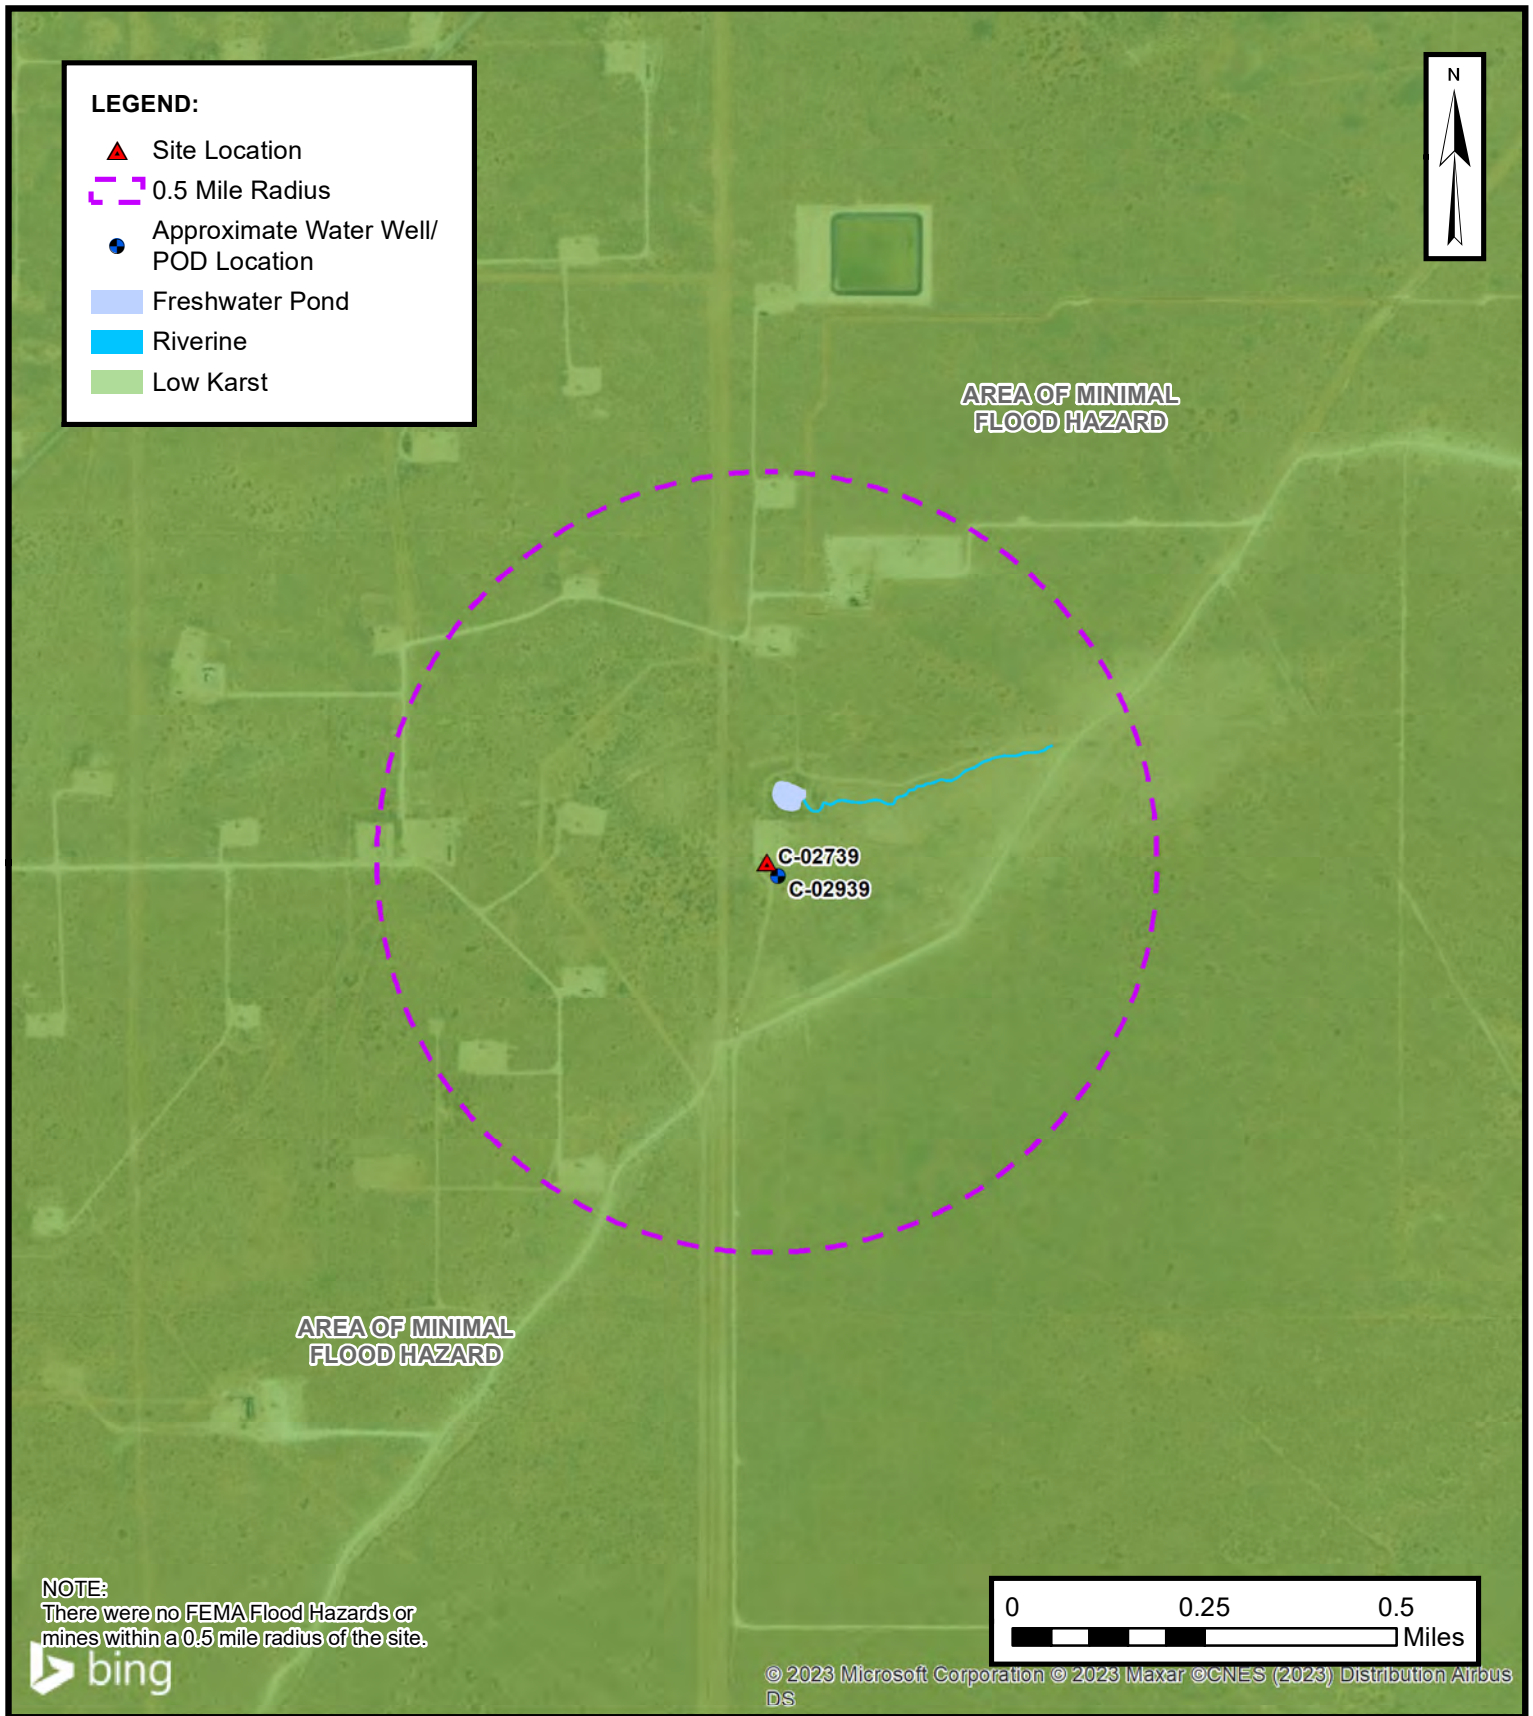 LEGEND:
Site Location
0.5 Mile Radius
Approximate Water Well/
POD Location
Freshwater Pond
Riverine
Low Karst
N
AREA OF MINIMAL
FLOOD HAZARD
C-02739
C-02939
AREA OF MINIMAL
FLOOD HAZARD
NOTE:
There were no FEMA Flood Hazards or
mines within a 0.5 mile radius of the site.
bing
0 0.25 0.5
Miles
© 2023 Microsoft Corporation © 2023 Maxar ©CNES (2023) Distribution Airbus
DS